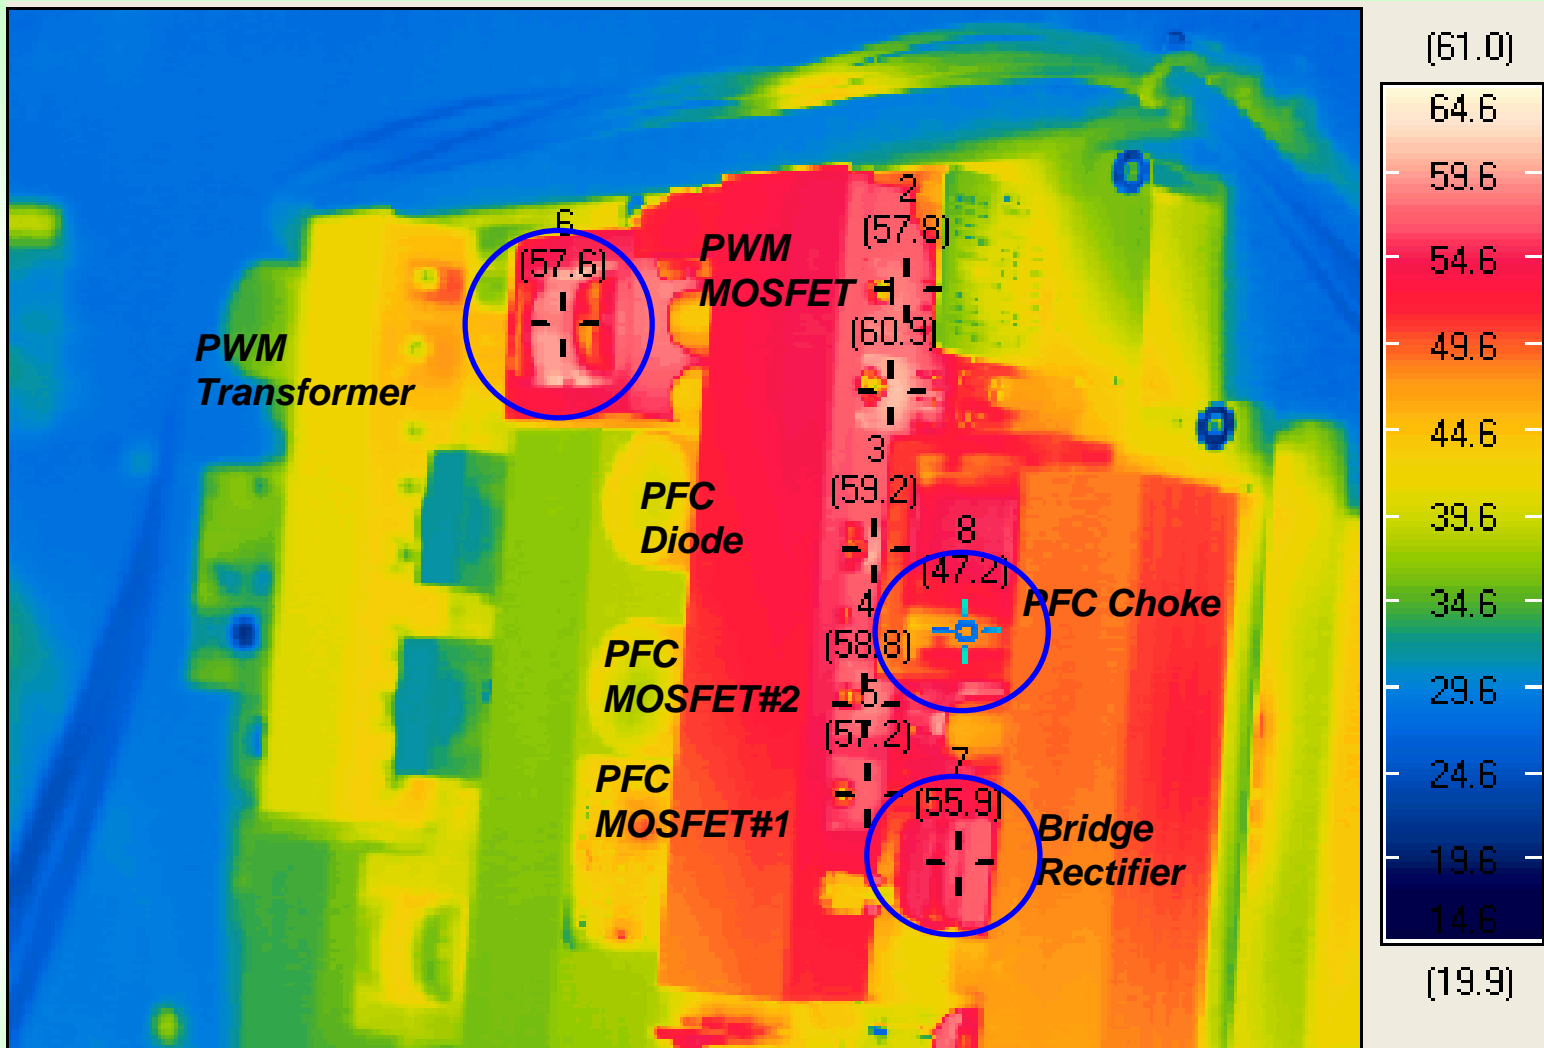 (61.0)
64.6
59.6
54.6
49.6
44.6
39.6
34.6
29.6
24.6
19.6
14.6
(19.9)
2
(57.8)
6
(57.6)
PWM
MOSFET
1
(60.9)
PWM
Transformer
3
(59.2)
PFC
Diode
8
(47.2)
PFC Choke
4
(58.8)
PFC
MOSFET#2
5
(57.2)
PFC
MOSFET#1
7
(55.9)
Bridge
Rectifier